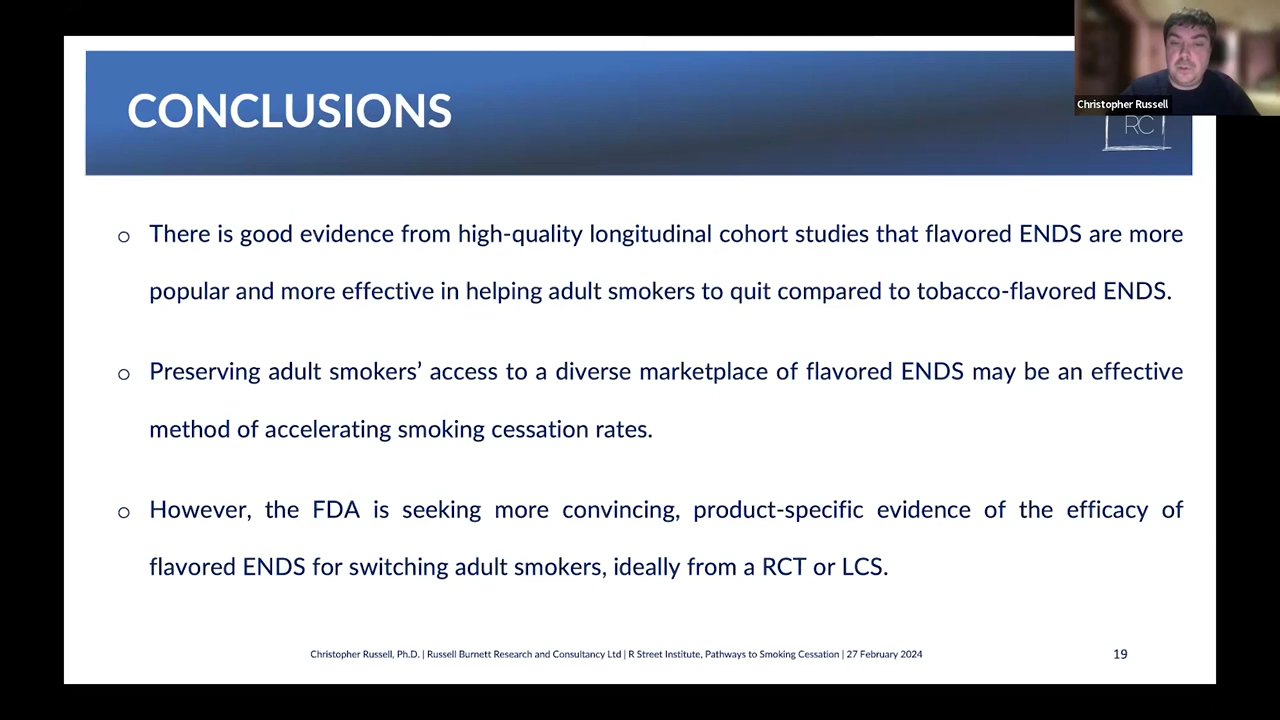 CONCLUSIONS
Christopher Russell
RC
o There is good evidence from high-quality longitudinal cohort studies that flavored ENDS are more
popular and more effective in helping adult smokers to quit compared to tobacco-flavored ENDS.
o Preserving adult smokers’ access to a diverse marketplace of flavored ENDS may be an effective
method of accelerating smoking cessation rates.
o However, the FDA is seeking more convincing, product-specific evidence of the efficacy of
flavored ENDS for switching adult smokers, ideally from a RCT or LCS.
Christopher Russell, Ph.D. | Russell Burnett Research and Consultancy Ltd | R Street Institute, Pathways to Smoking Cessation | 27 February 2024
19